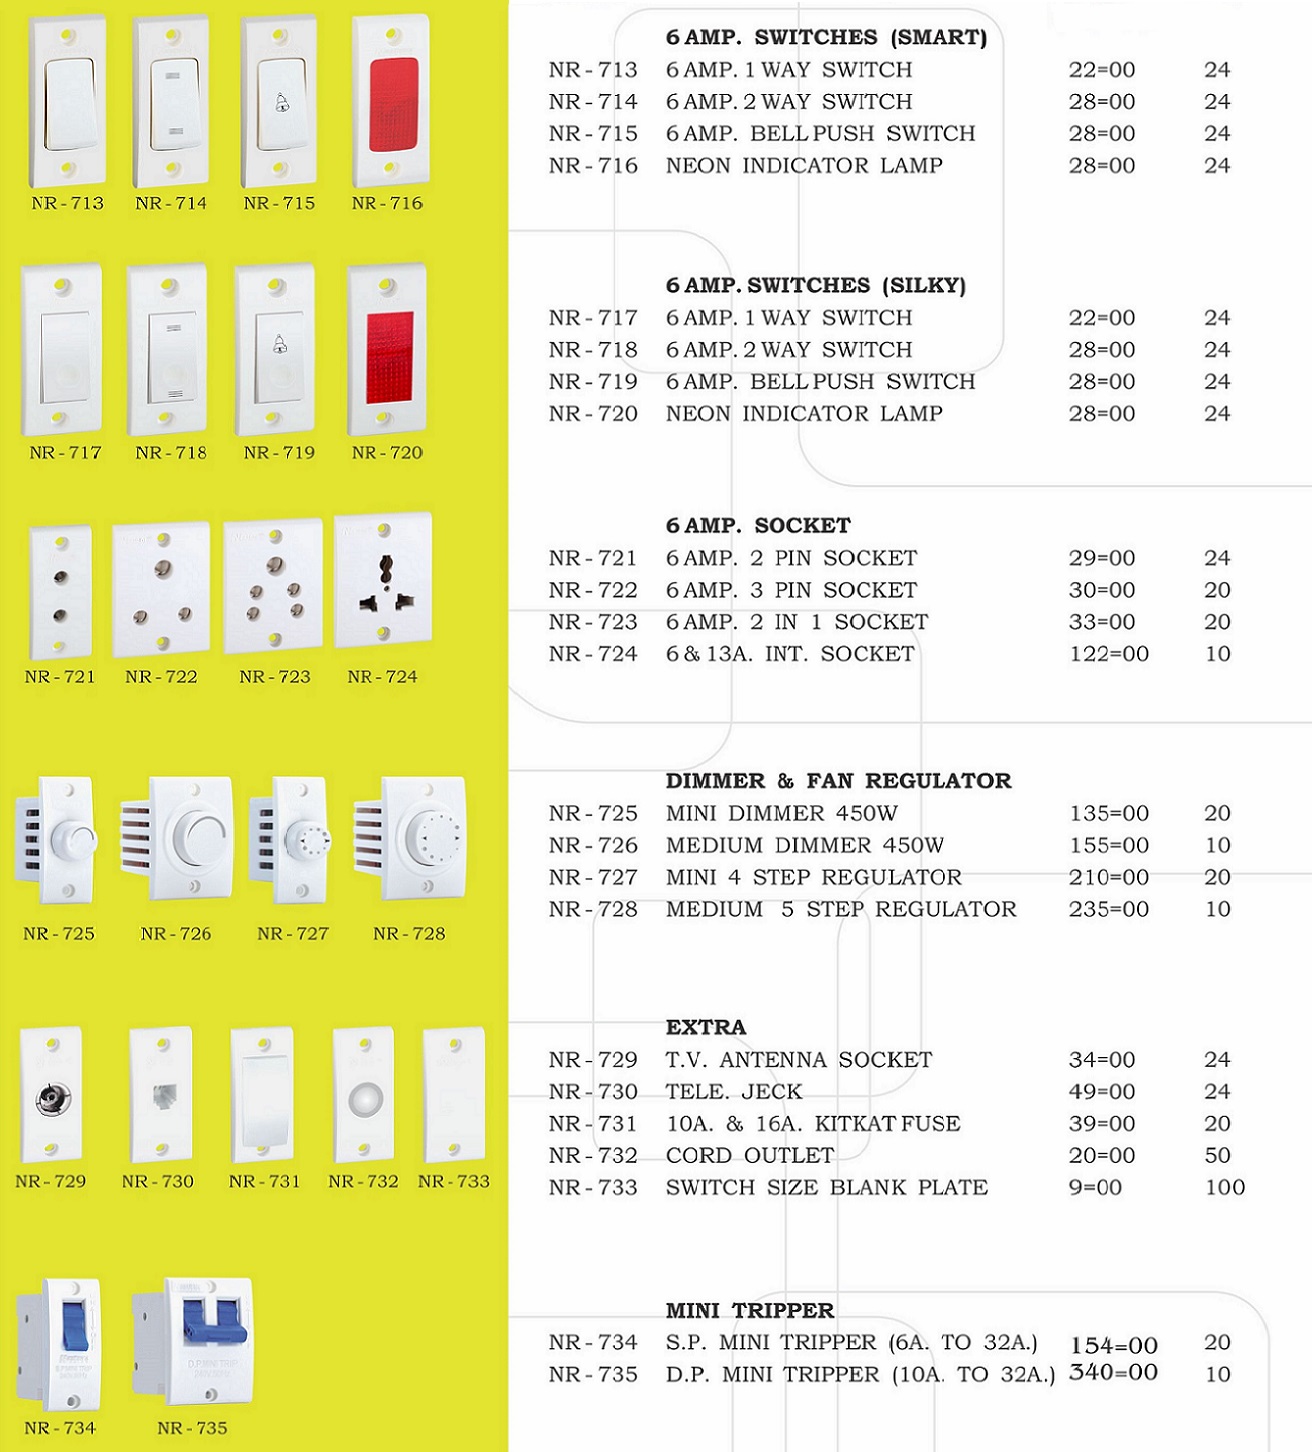 NR-713 NR-714 NR-715 NR-716
6 AMP. SWITCHES (SMART)
NR-713 6 AMP. 1 WAY SWITCH 22=00 24
NR-714 6 AMP. 2 WAY SWITCH 28=00 24
NR-715 6 AMP. BELL PUSH SWITCH 28=00 24
NR-716 NEON INDICATOR LAMP 28=00 24
NR-717 NR-718 NR-719 NR-720
6 AMP. SWITCHES (SILKY)
NR-717 6 AMP. 1 WAY SWITCH 22=00 24
NR-718 6 AMP. 2 WAY SWITCH 28=00 24
NR-719 6 AMP. BELL PUSH SWITCH 28=00 24
NR-720 NEON INDICATOR LAMP 28=00 24
NR-721 NR-722 NR-723 NR-724
6 AMP. SOCKET
NR-721 6 AMP. 2 PIN SOCKET 29=00 24
NR-722 6 AMP. 3 PIN SOCKET 30=00 20
NR-723 6 AMP. 2 IN 1 SOCKET 33=00 20
NR-724 6 & 13A. INT. SOCKET 122=00 10
NR-725 NR-726 NR-727 NR-728
DIMMER & FAN REGULATOR
NR-725 MINI DIMMER 450W 135=00 20
NR-726 MEDIUM DIMMER 450W 155=00 10
NR-727 MINI 4 STEP REGULATOR 210=00 20
NR-728 MEDIUM 5 STEP REGULATOR 235=00 10
NR-729 NR-730 NR-731 NR-732 NR-733
EXTRA
NR-729 T.V. ANTENNA SOCKET 34=00 24
NR-730 TELE. JECK 49=00 24
NR-731 10A. & 16A. KITKAT FUSE 39=00 20
NR-732 CORD OUTLET 20=00 50
NR-733 SWITCH SIZE BLANK PLATE 9=00 100
NR-734 NR-735
MINI TRIPPER
NR-734 S.P. MINI TRIPPER (6A. TO 32A.) 154=00 20
NR-735 D.P. MINI TRIPPER (10A. TO 32A.) 340=00 10